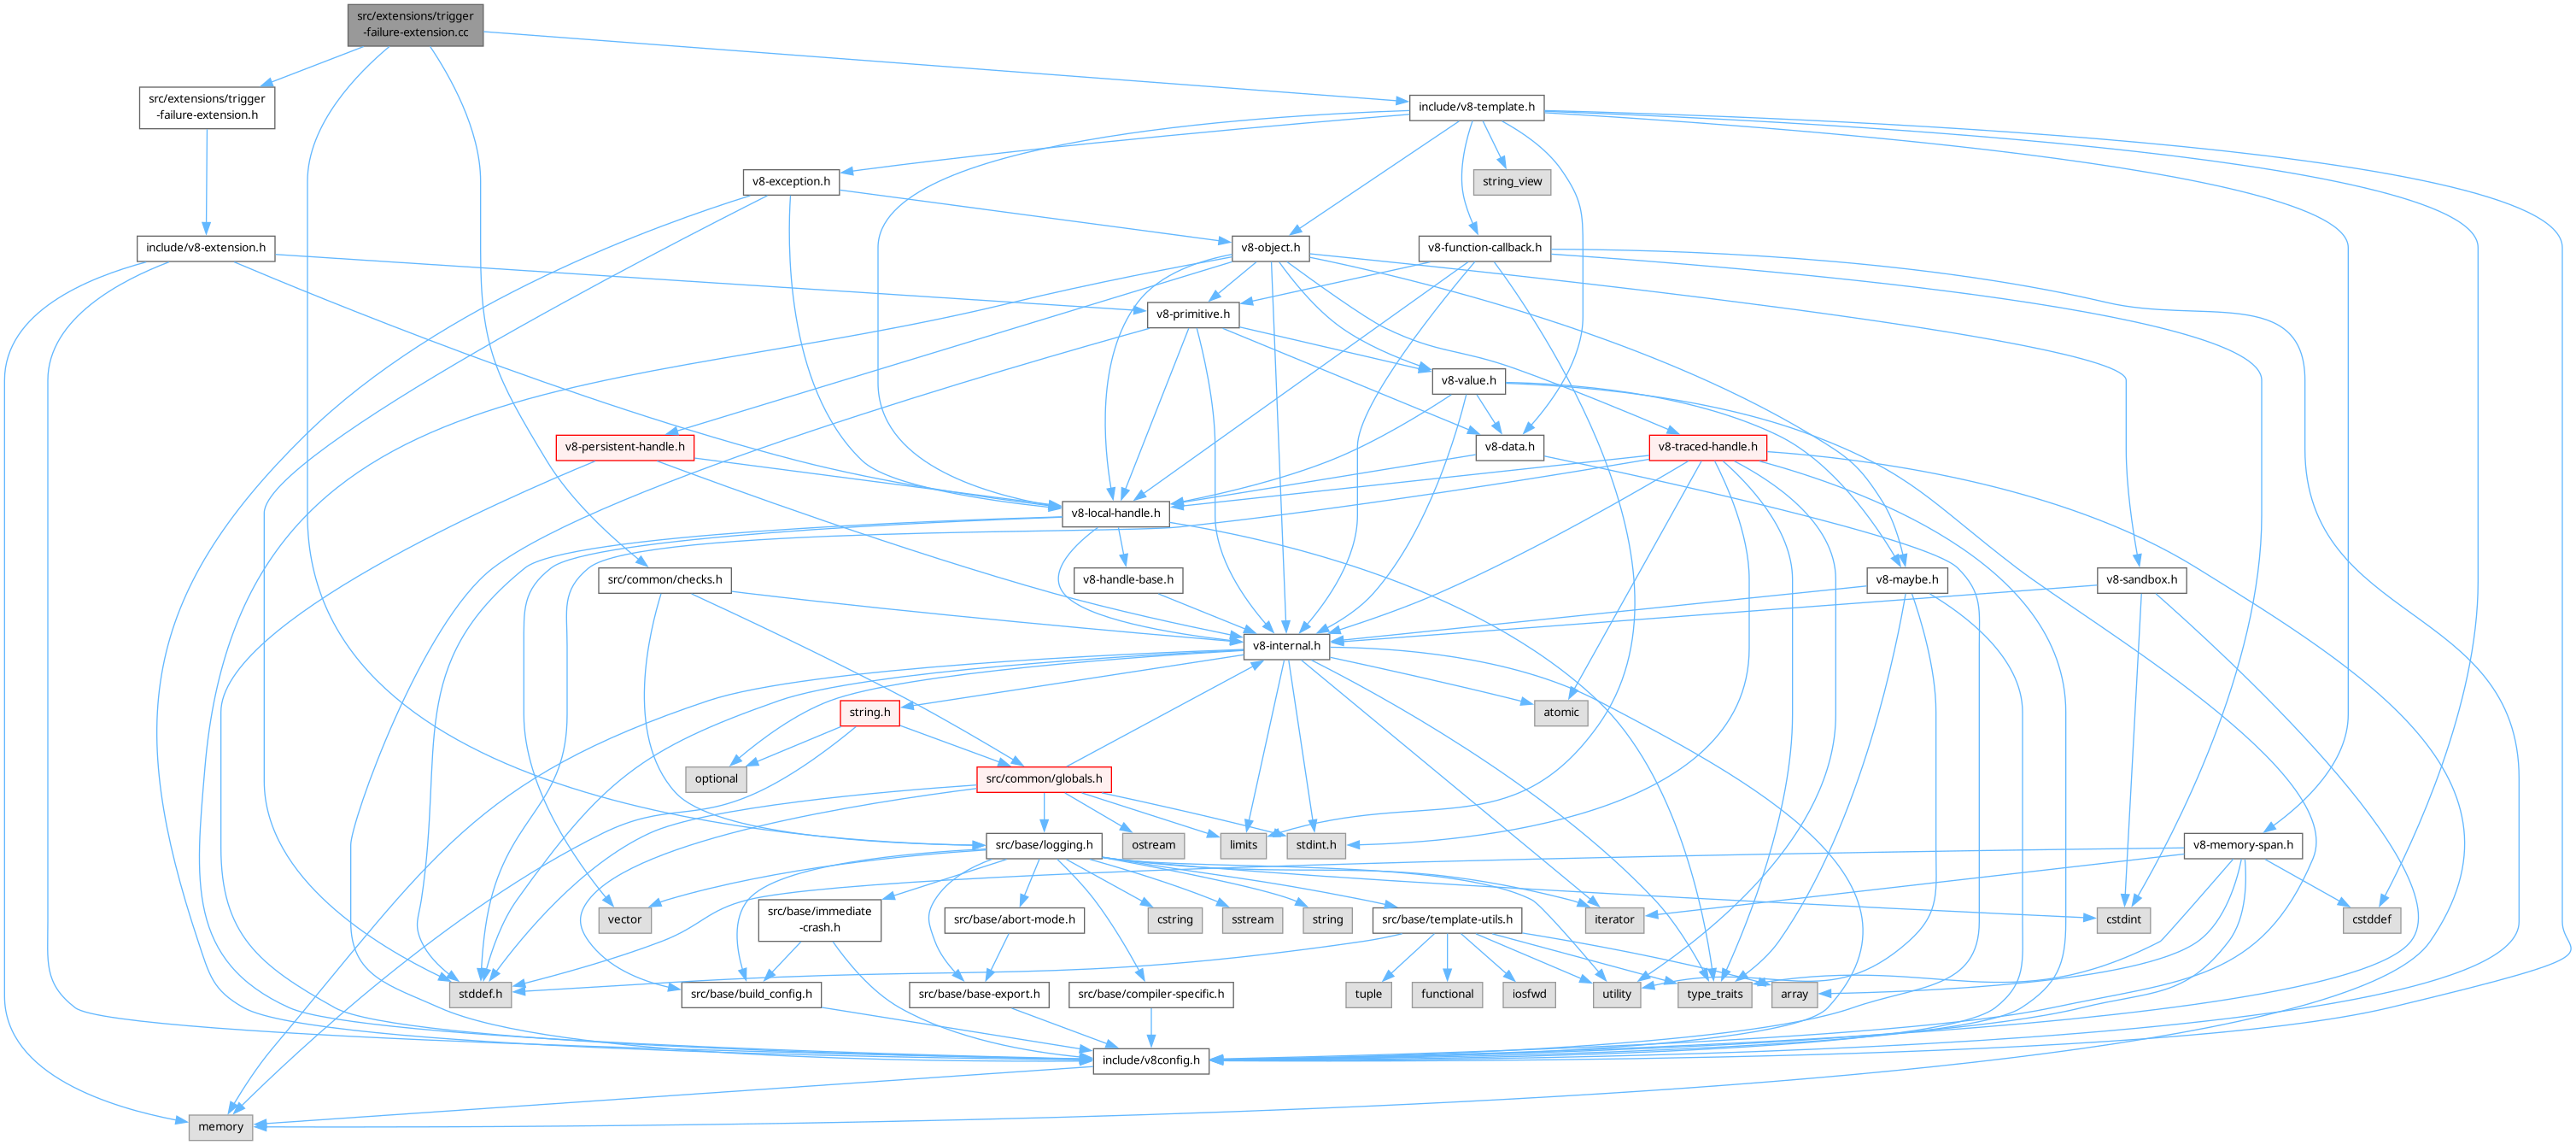 src/extensions/trigger
-failure-extension.cc
src/extensions/trigger
-failure-extension.h
include/v8-template.h
v8-exception.h
string_view
include/v8-extension.h
v8-object.h
v8-function-callback.h
v8-primitive.h
v8-value.h
v8-persistent-handle.h
v8-data.h
v8-traced-handle.h
v8-local-handle.h
src/common/checks.h
v8-handle-base.h
v8-maybe.h
v8-sandbox.h
v8-internal.h
string.h
atomic
optional
src/common/globals.h
src/base/logging.h
ostream
limits
stdint.h
v8-memory-span.h
vector
src/base/immediate
-crash.h
src/base/abort-mode.h
cstring
sstream
string
src/base/template-utils.h
iterator
cstdint
cstddef
stddef.h
src/base/build_config.h
src/base/base-export.h
src/base/compiler-specific.h
tuple
functional
iosfwd
utility
type_traits
array
include/v8config.h
memory